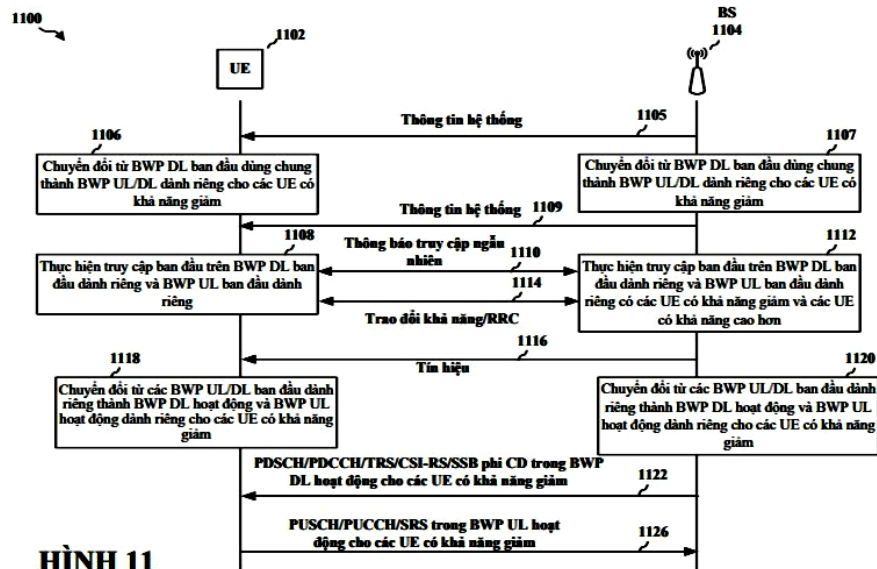 1100
BS
1102
1104
UE
Thông tin hệ thống
1105
1106
1107
Chuyển đổi từ BWP DL ban đầu dùng chung
thành BWP UL/DL dành riêng cho các UE có
khả năng giảm
Chuyển đổi từ BWP DL ban đầu dùng chung
thành BWP UL/DL dành riêng cho các UE có
khả năng giảm
Thông tin hệ thống
1109
1108
Thông báo truy cập ngẫu
nhiên
1110
1112
Thực hiện truy cập ban đầu trên BWP DL ban
đầu dành riêng và BWP UL ban đầu dành
riêng
Thực hiện truy cập ban đầu trên BWP DL ban
đầu dành riêng và BWP UL ban đầu dành
riêng có các UE có khả năng giảm và các UE
có khả năng cao hơn
1114
Trao đổi khả năng/RRC
1116
Tín hiệu
1118
1120
Chuyển đổi từ các BWP UL/DL ban đầu dành
riêng thành BWP DL hoạt động và BWP UL
hoạt động dành riêng cho các UE có khả năng
giảm
Chuyển đổi từ các BWP UL/DL ban đầu dành
riêng thành BWP DL hoạt động và BWP UL
hoạt động dành riêng cho các UE có khả năng
giảm
PDSCH/PDCCH/TRS/CSI-RS/SSB phi CD trong BWP
DL hoạt động cho các UE có khả năng giảm
1122
PUSCH/PUCCH/SRS trong BWP UL hoạt
động cho các UE có khả năng giảm
1126
HÌNH 11